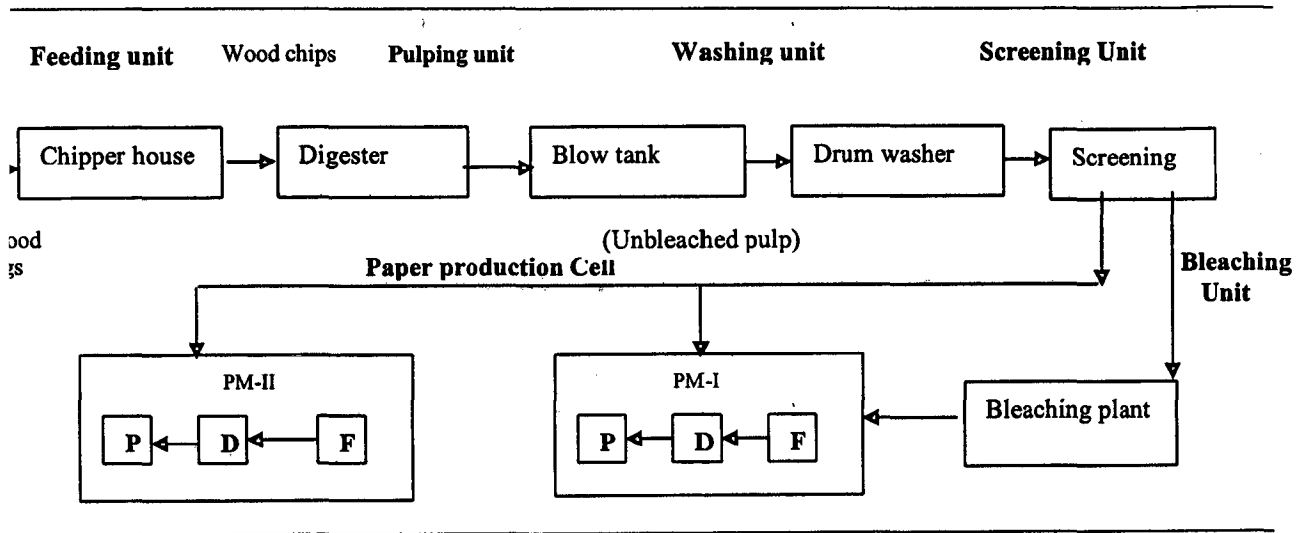 Feeding unit Wood chips Pulping unit Washing unit Screening Unit
Chipper house Digester Blow tank Drum washer Screening
(Unbleached pulp)
Paper production Cell
Bleaching
Unit
PM-II PM-I
Bleaching plant
P D F P D F